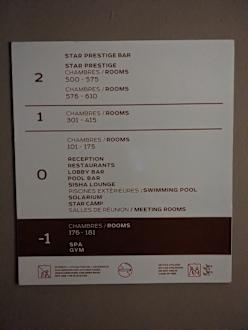 2
STAR PRESTIGE BAR
STAR PRESTIGE
CHAMBRES / ROOMS
500 - 575
CHAMBRES / ROOMS
576 - 610
1
CHAMBRES / ROOMS
301 - 415
0
CHAMBRES / ROOMS
101 - 175
RECEPTION
RESTAURANTS
LOBBY BAR
POOL BAR
SISHA LOUNGE
PISCINES EXTÉRIEURES / SWIMMING POOL
SOLARIUM
STAR CAMP
SALLES DE RÉUNION / MEETING ROOMS
-1
CHAMBRES / ROOMS
176 - 181
SPA
GYM